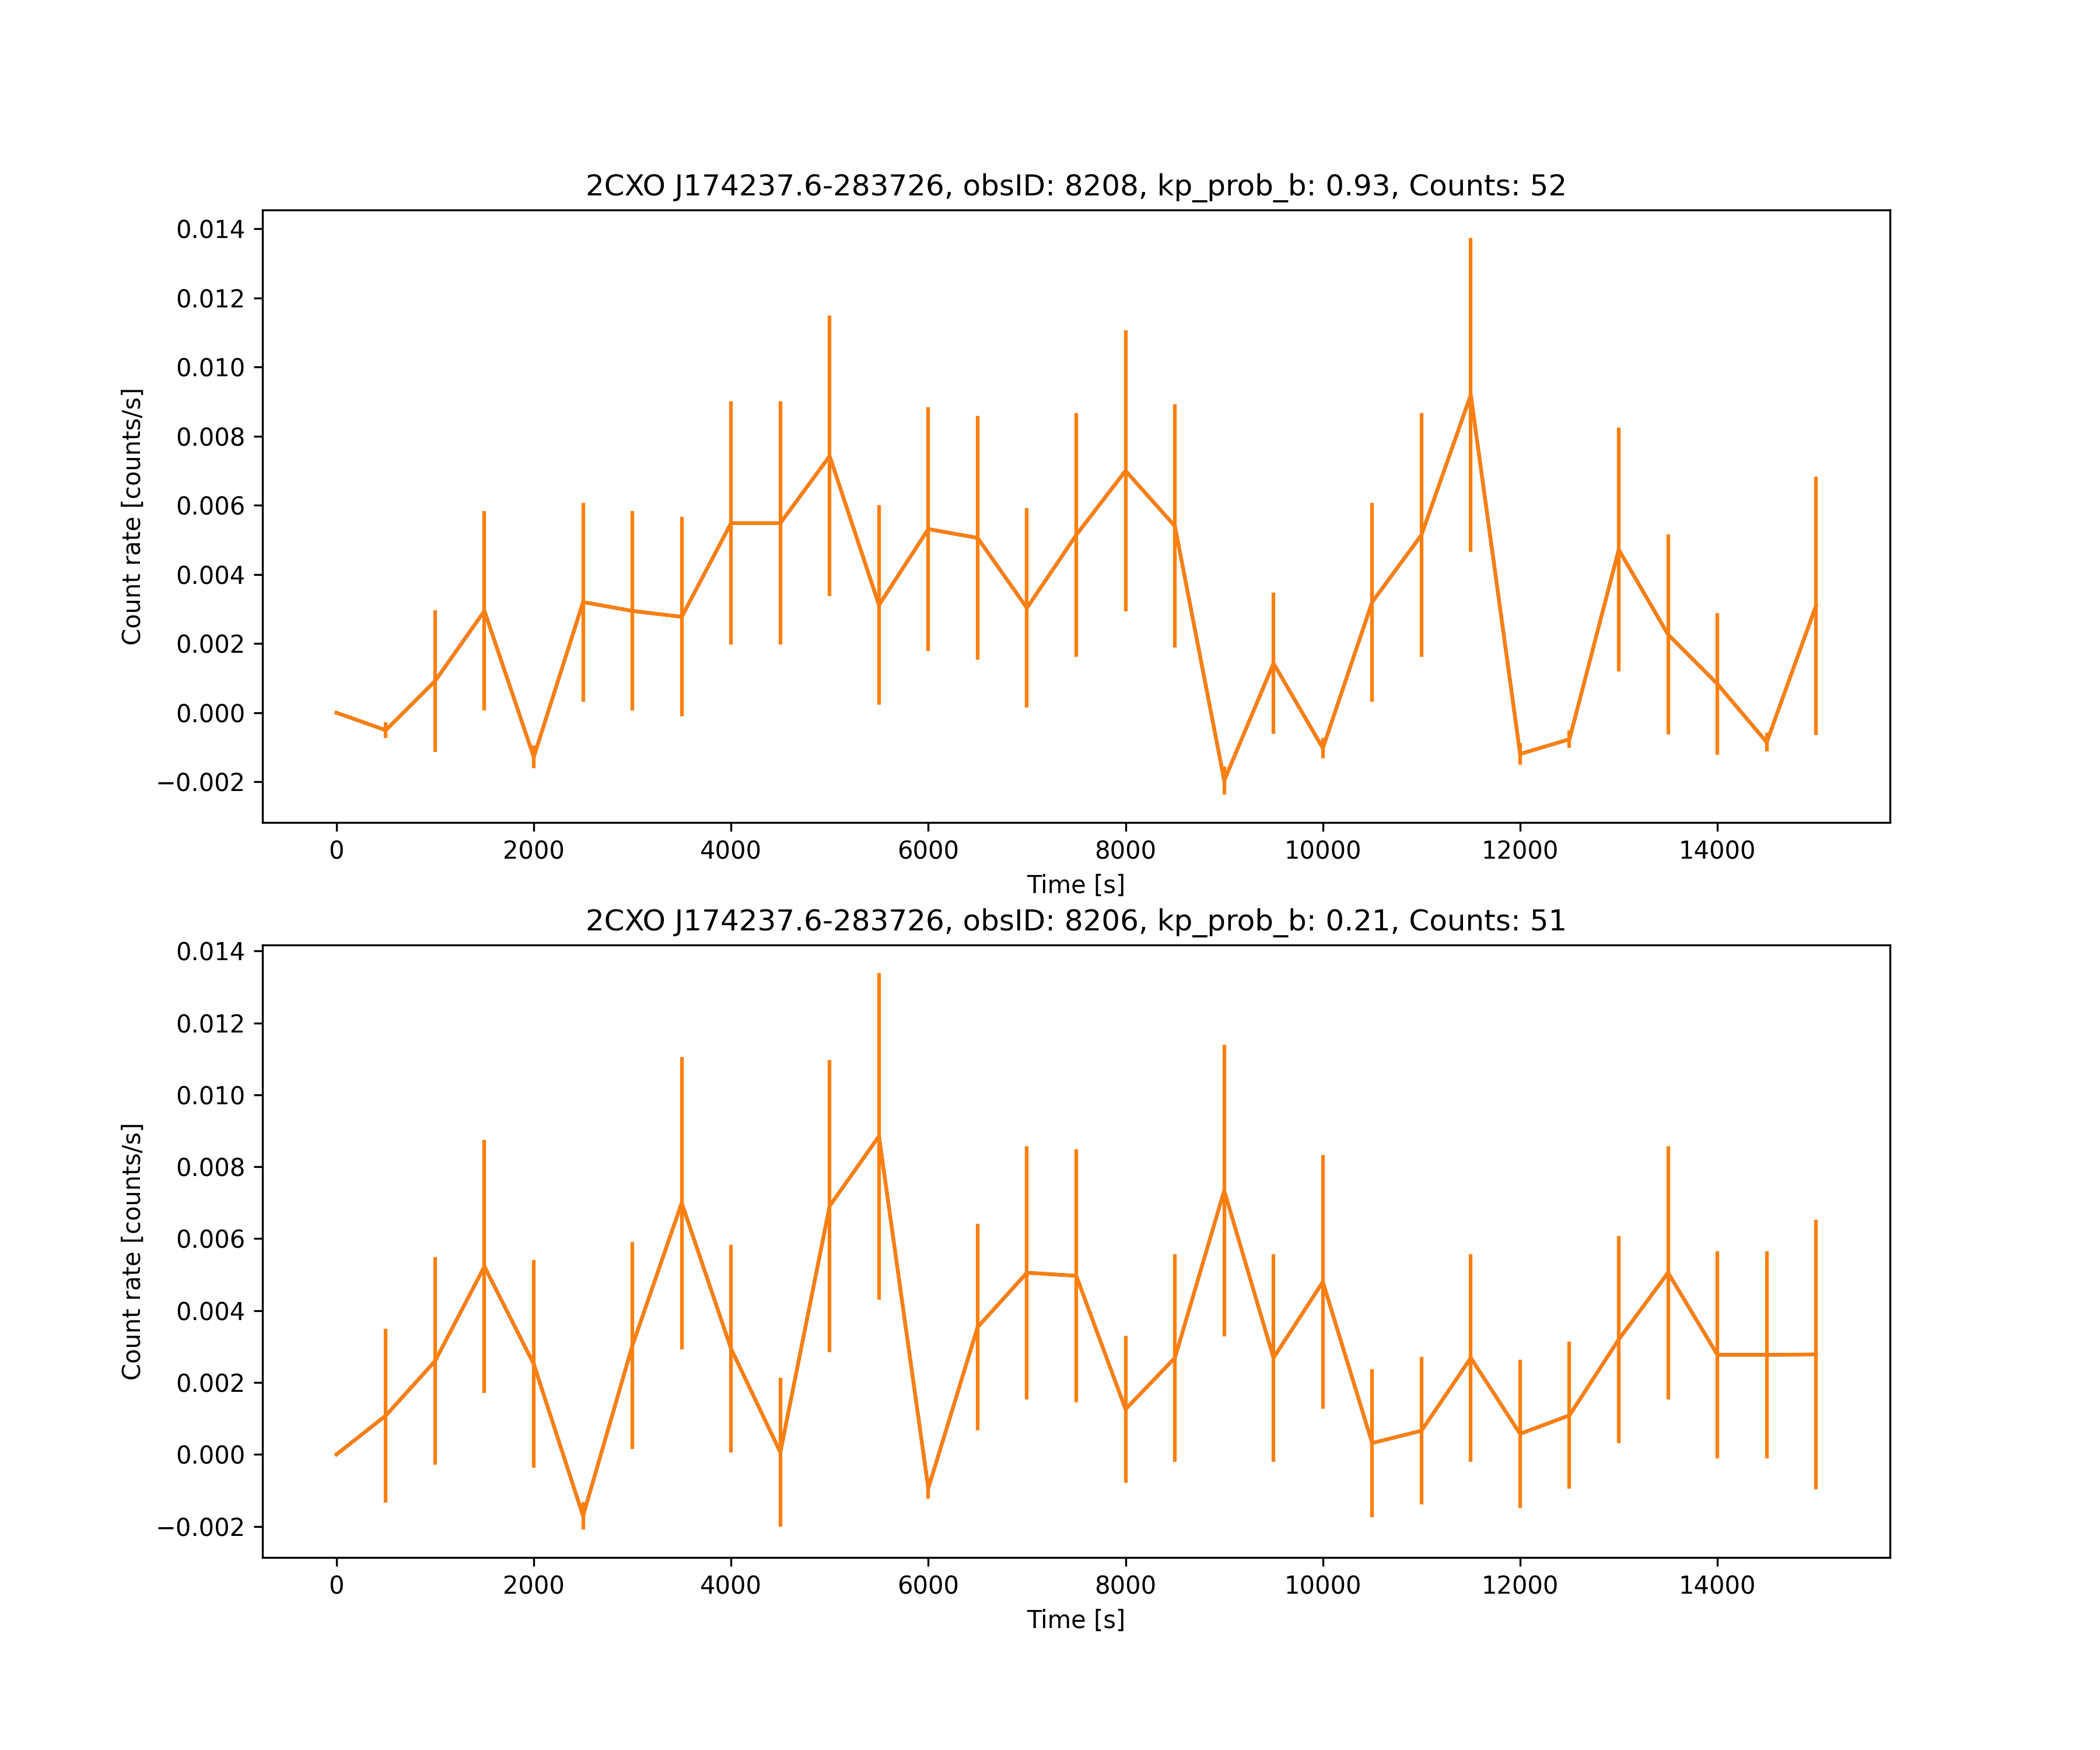 2CXO J174237.6-283726, obsID: 8208, kp_prob_b: 0.93, Counts: 52
0.014
0.012
0.010
0.008
0.006
0.004
0.002
0.000
−0.002
Count rate [counts/s]
0 2000 4000 6000 8000 10000 12000 14000
Time [s]
2CXO J174237.6-283726, obsID: 8206, kp_prob_b: 0.21, Counts: 51
0.014
0.012
0.010
0.008
0.006
0.004
0.002
0.000
−0.002
Count rate [counts/s]
0 2000 4000 6000 8000 10000 12000 14000
Time [s]